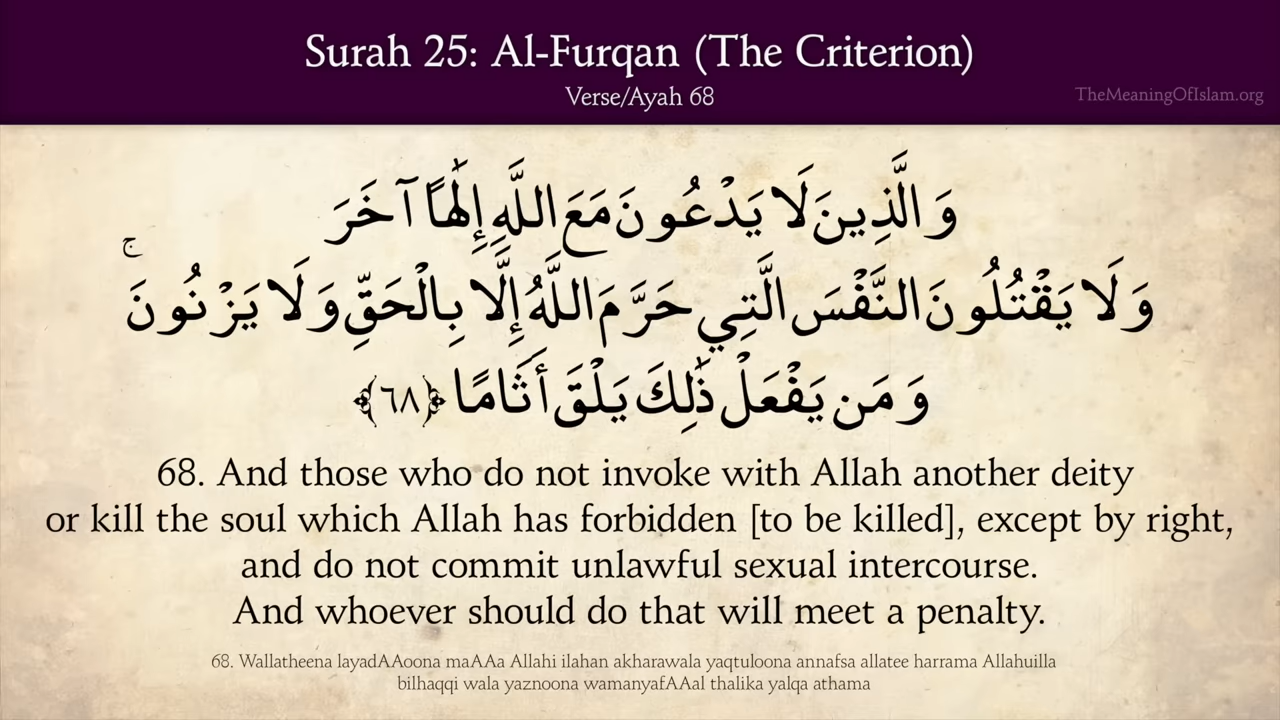 Surah 25: Al-Furqan (The Criterion)
Verse/Ayah 68
TheMeaningOfIslam.org
وَالَّذِينَ لَا يَدْعُونَ مَعَ اللَّهِ إِلَٰهًا آخَرَ
وَلَا يَقْتُلُونَ النَّفْسَ الَّتِي حَرَّمَ اللَّهُ إِلَّا بِالْحَقِّ وَلَا يَزْنُونَ ۚ
وَمَن يَفْعَلْ ذَٰلِكَ يَلْقَ أَثَامًا ﴿٦٨﴾
68. And those who do not invoke with Allah another deity
or kill the soul which Allah has forbidden [to be killed], except by right,
and do not commit unlawful sexual intercourse.
And whoever should do that will meet a penalty.
68. Wallatheena layadAAoona maAAa Allahi ilahan akharawala yaqtuloona annafsa allatee harrama Allahuilla
bilhaqqi wala yaznoona wamanyafAAal thalika yalqa athama